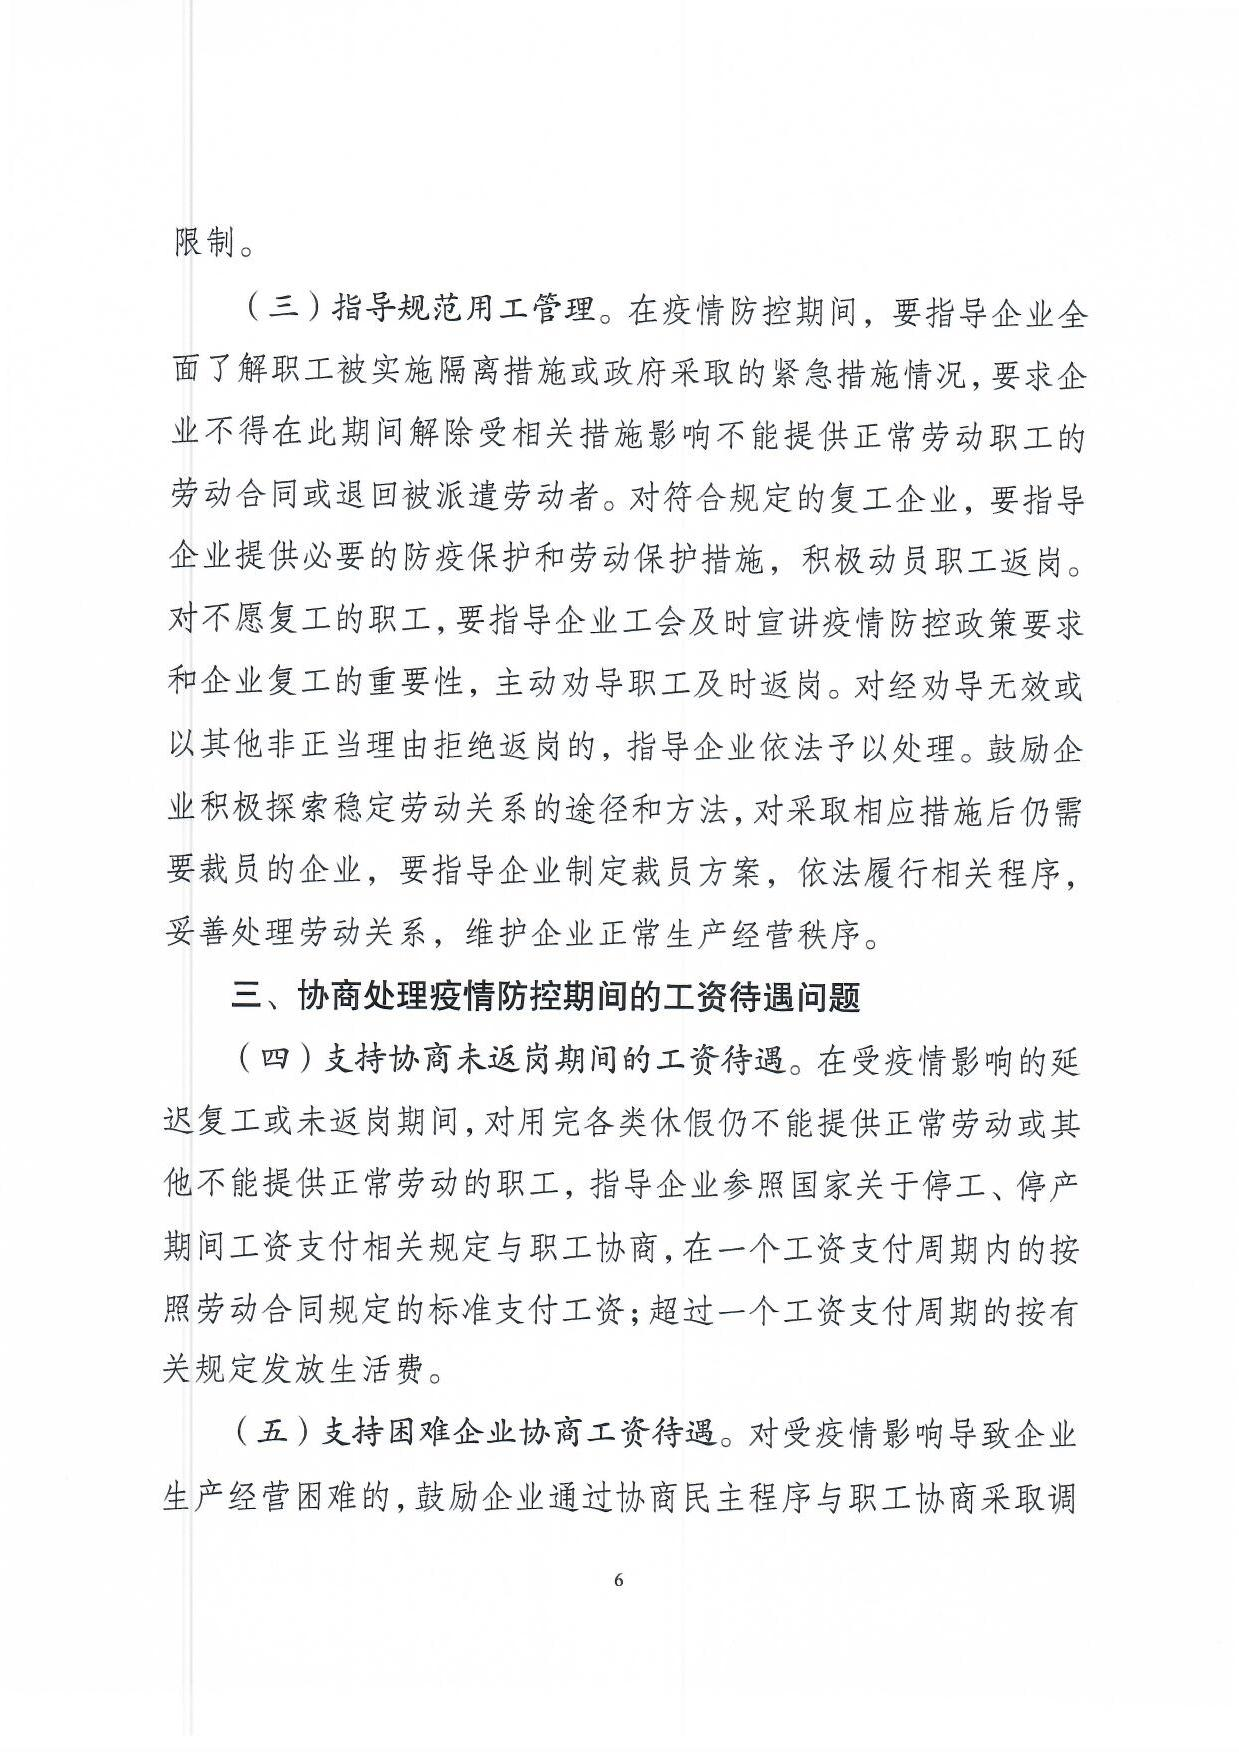 限制。
（三）指导规范用工管理。在疫情防控期间，要指导企业全
面了解职工被实施隔离措施或政府采取的紧急措施情况，要求企
业不得在此期间解除受相关措施影响不能提供正常劳动职工的
劳动合同或退回被派遣劳动者。对符合规定的复工企业，要指导
企业提供必要的防疫保护和劳动保护措施，积极动员职工返岗。
对不愿复工的职工，要指导企业工会及时宣讲疫情防控政策要求
和企业复工的重要性，主动劝导职工及时返岗。对经劝导无效或
以其他非正当理由拒绝返岗的，指导企业依法予以处理。鼓励企
业积极探索稳定劳动关系的途径和方法，对采取相应措施后仍需
要裁员的企业，要指导企业制定裁员方案，依法履行相关程序，
妥善处理劳动关系，维护企业正常生产经营秩序。
三、协商处理疫情防控期间的工资待遇问题
（四）支持协商未返岗期间的工资待遇。在受疫情影响的延
迟复工或未返岗期间，对用完各类休假仍不能提供正常劳动或其
他不能提供正常劳动的职工，指导企业参照国家关于停工、停产
期间工资支付相关规定与职工协商，在一个工资支付周期内的按
照劳动合同规定的标准支付工资；超过一个工资支付周期的按有
关规定发放生活费。
（五）支持困难企业协商工资待遇。对受疫情影响导致企业
生产经营困难的，鼓励企业通过协商民主程序与职工协商采取调
6